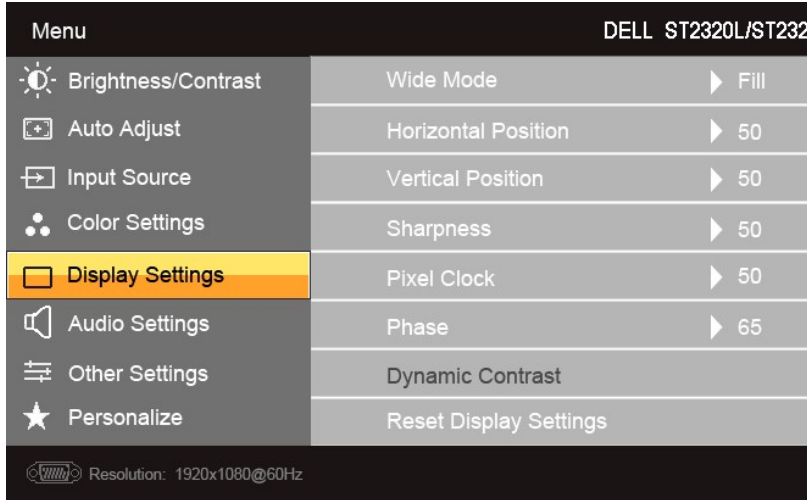 Menu
DELL ST2320L/ST232
Brightness/Contrast
Auto Adjust
Input Source
Color Settings
Display Settings
Audio Settings
Other Settings
Personalize
Wide Mode Fill
Horizontal Position 50
Vertical Position 50
Sharpness 50
Pixel Clock 50
Phase 65
Dynamic Contrast
Reset Display Settings
Resolution: 1920x1080@60Hz